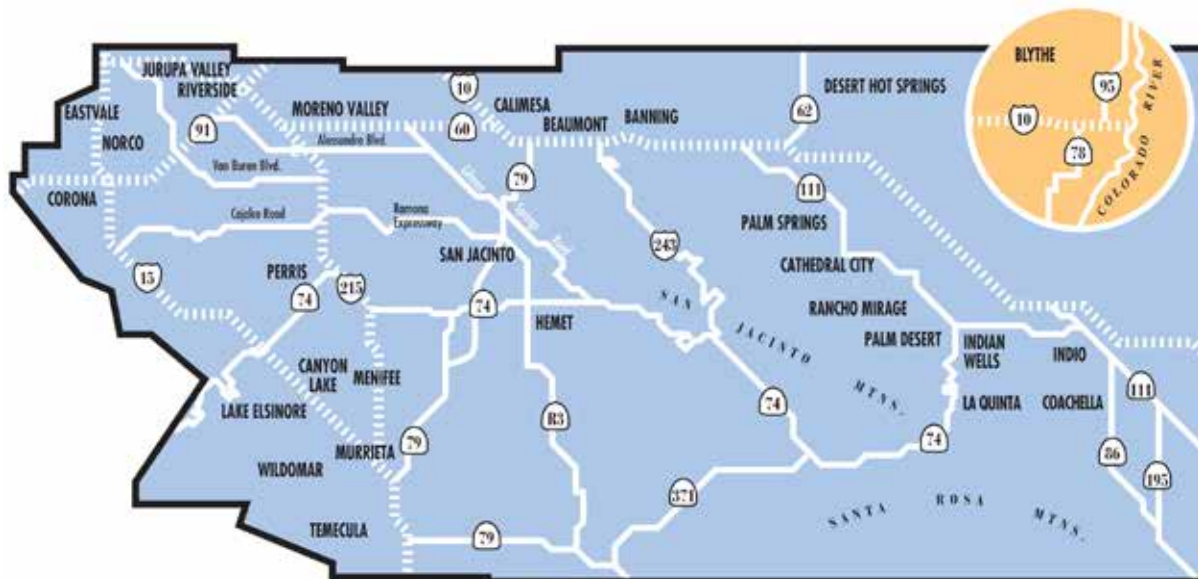 JURUPA VALLEY
RIVERSIDE
EASTVALE
NORCO
91
CORONA
Van Buren Blvd.
Alessandro Blvd.
MORENO VALLEY
10
60
CALIMESA
BEAUMONT
BANNING
62
DESERT HOT SPRINGS
BLYTHE
95
10
78
COLORADO RIVER
Cajalco Road
Ramona
Expressway
79
111
PALM SPRINGS
243
SAN JACINTO
CATHEDRAL CITY
PERRIS
15
74
215
74
HEMET
SAN JACINTO MTNS.
RANCHO MIRAGE
PALM DESERT
INDIAN
WELLS
INDIO
CANYON
LAKE
MENIFEE
LAKE ELSINORE
R3
74
74
LA QUINTA
COACHELLA
111
MURRIETA
79
WILDOMAR
86
195
371
SANTA ROSA MTNS.
TEMECULA
79